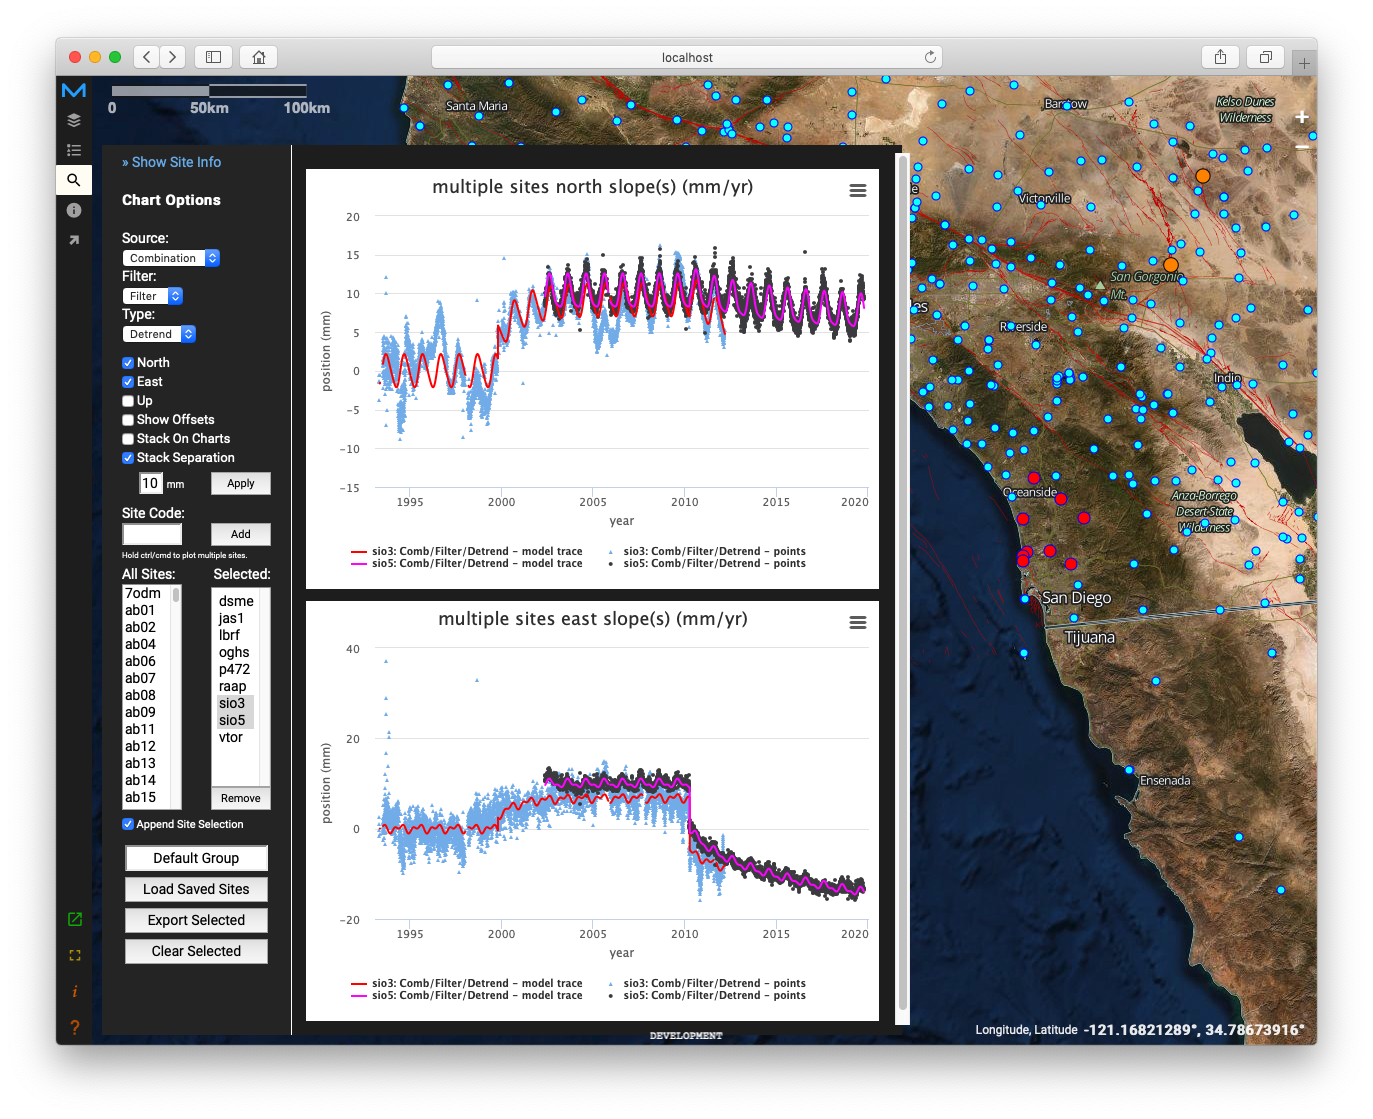 localhost
0 50km 100km
» Show Site Info
Chart Options
Source:
Combination
Filter:
Filter
Type:
Detrend
North
East
Up
Show Offsets
Stack On Charts
Stack Separation
10 mm Apply
Site Code:
Add
Hold ctrl/cmd to plot multiple sites.
All Sites: Selected:
7odm
ab01
ab02
ab04
ab06
ab07
ab08
ab09
ab11
ab12
ab13
ab14
ab15
dsme
jas1
lbrf
oghs
p472
raap
sio3
sio5
vtor
Remove
Append Site Selection
Default Group
Load Saved Sites
Export Selected
Clear Selected
multiple sites north slope(s) (mm/yr)
position (mm)
20
15
10
5
0
−5
−10
−15
1995 2000 2005 2010 2015 2020
year
sio3: Comb/Filter/Detrend – model trace sio3: Comb/Filter/Detrend – points
sio5: Comb/Filter/Detrend – model trace sio5: Comb/Filter/Detrend – points
multiple sites east slope(s) (mm/yr)
position (mm)
40
20
0
−20
1995 2000 2005 2010 2015 2020
year
sio3: Comb/Filter/Detrend – model trace sio3: Comb/Filter/Detrend – points
sio5: Comb/Filter/Detrend – model trace sio5: Comb/Filter/Detrend – points
Santa Maria
Barstow
Kelso Dunes
Wilderness
+
−
Victorville
San Gorgonio
Mt.
les
Riverside
Indio
Oceanside
Anza-Borrego
Desert State
Wilderness
San Diego
Tijuana
Ensenada
i
?
DEVELOPMENT
Longitude, Latitude -121.16821289°, 34.78673916°